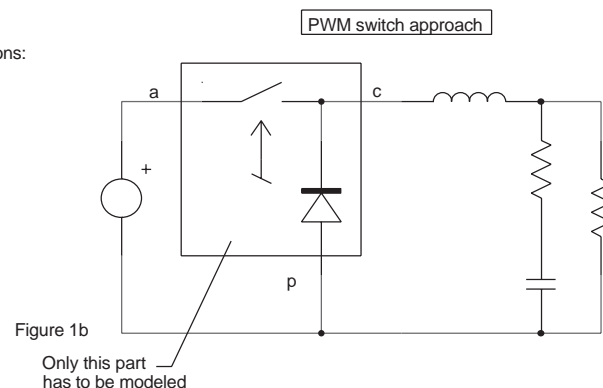 PWM switch approach
ons:
a
c
+
p
Figure 1b
Only this part
has to be modeled